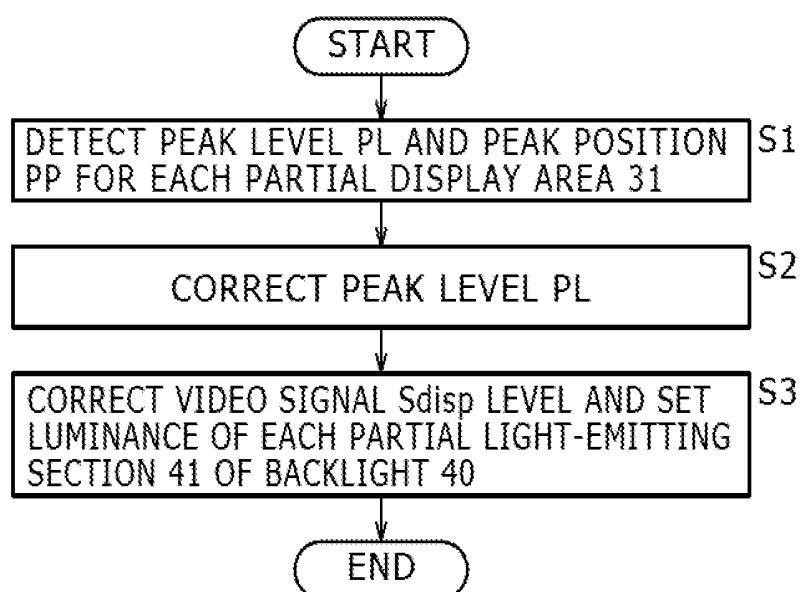 START
DETECT PEAK LEVEL PL AND PEAK POSITION
PP FOR EACH PARTIAL DISPLAY AREA 31
S1
CORRECT PEAK LEVEL PL
S2
CORRECT VIDEO SIGNAL Sdisp LEVEL AND SET
LUMINANCE OF EACH PARTIAL LIGHT-EMITTING
SECTION 41 OF BACKLIGHT 40
S3
END